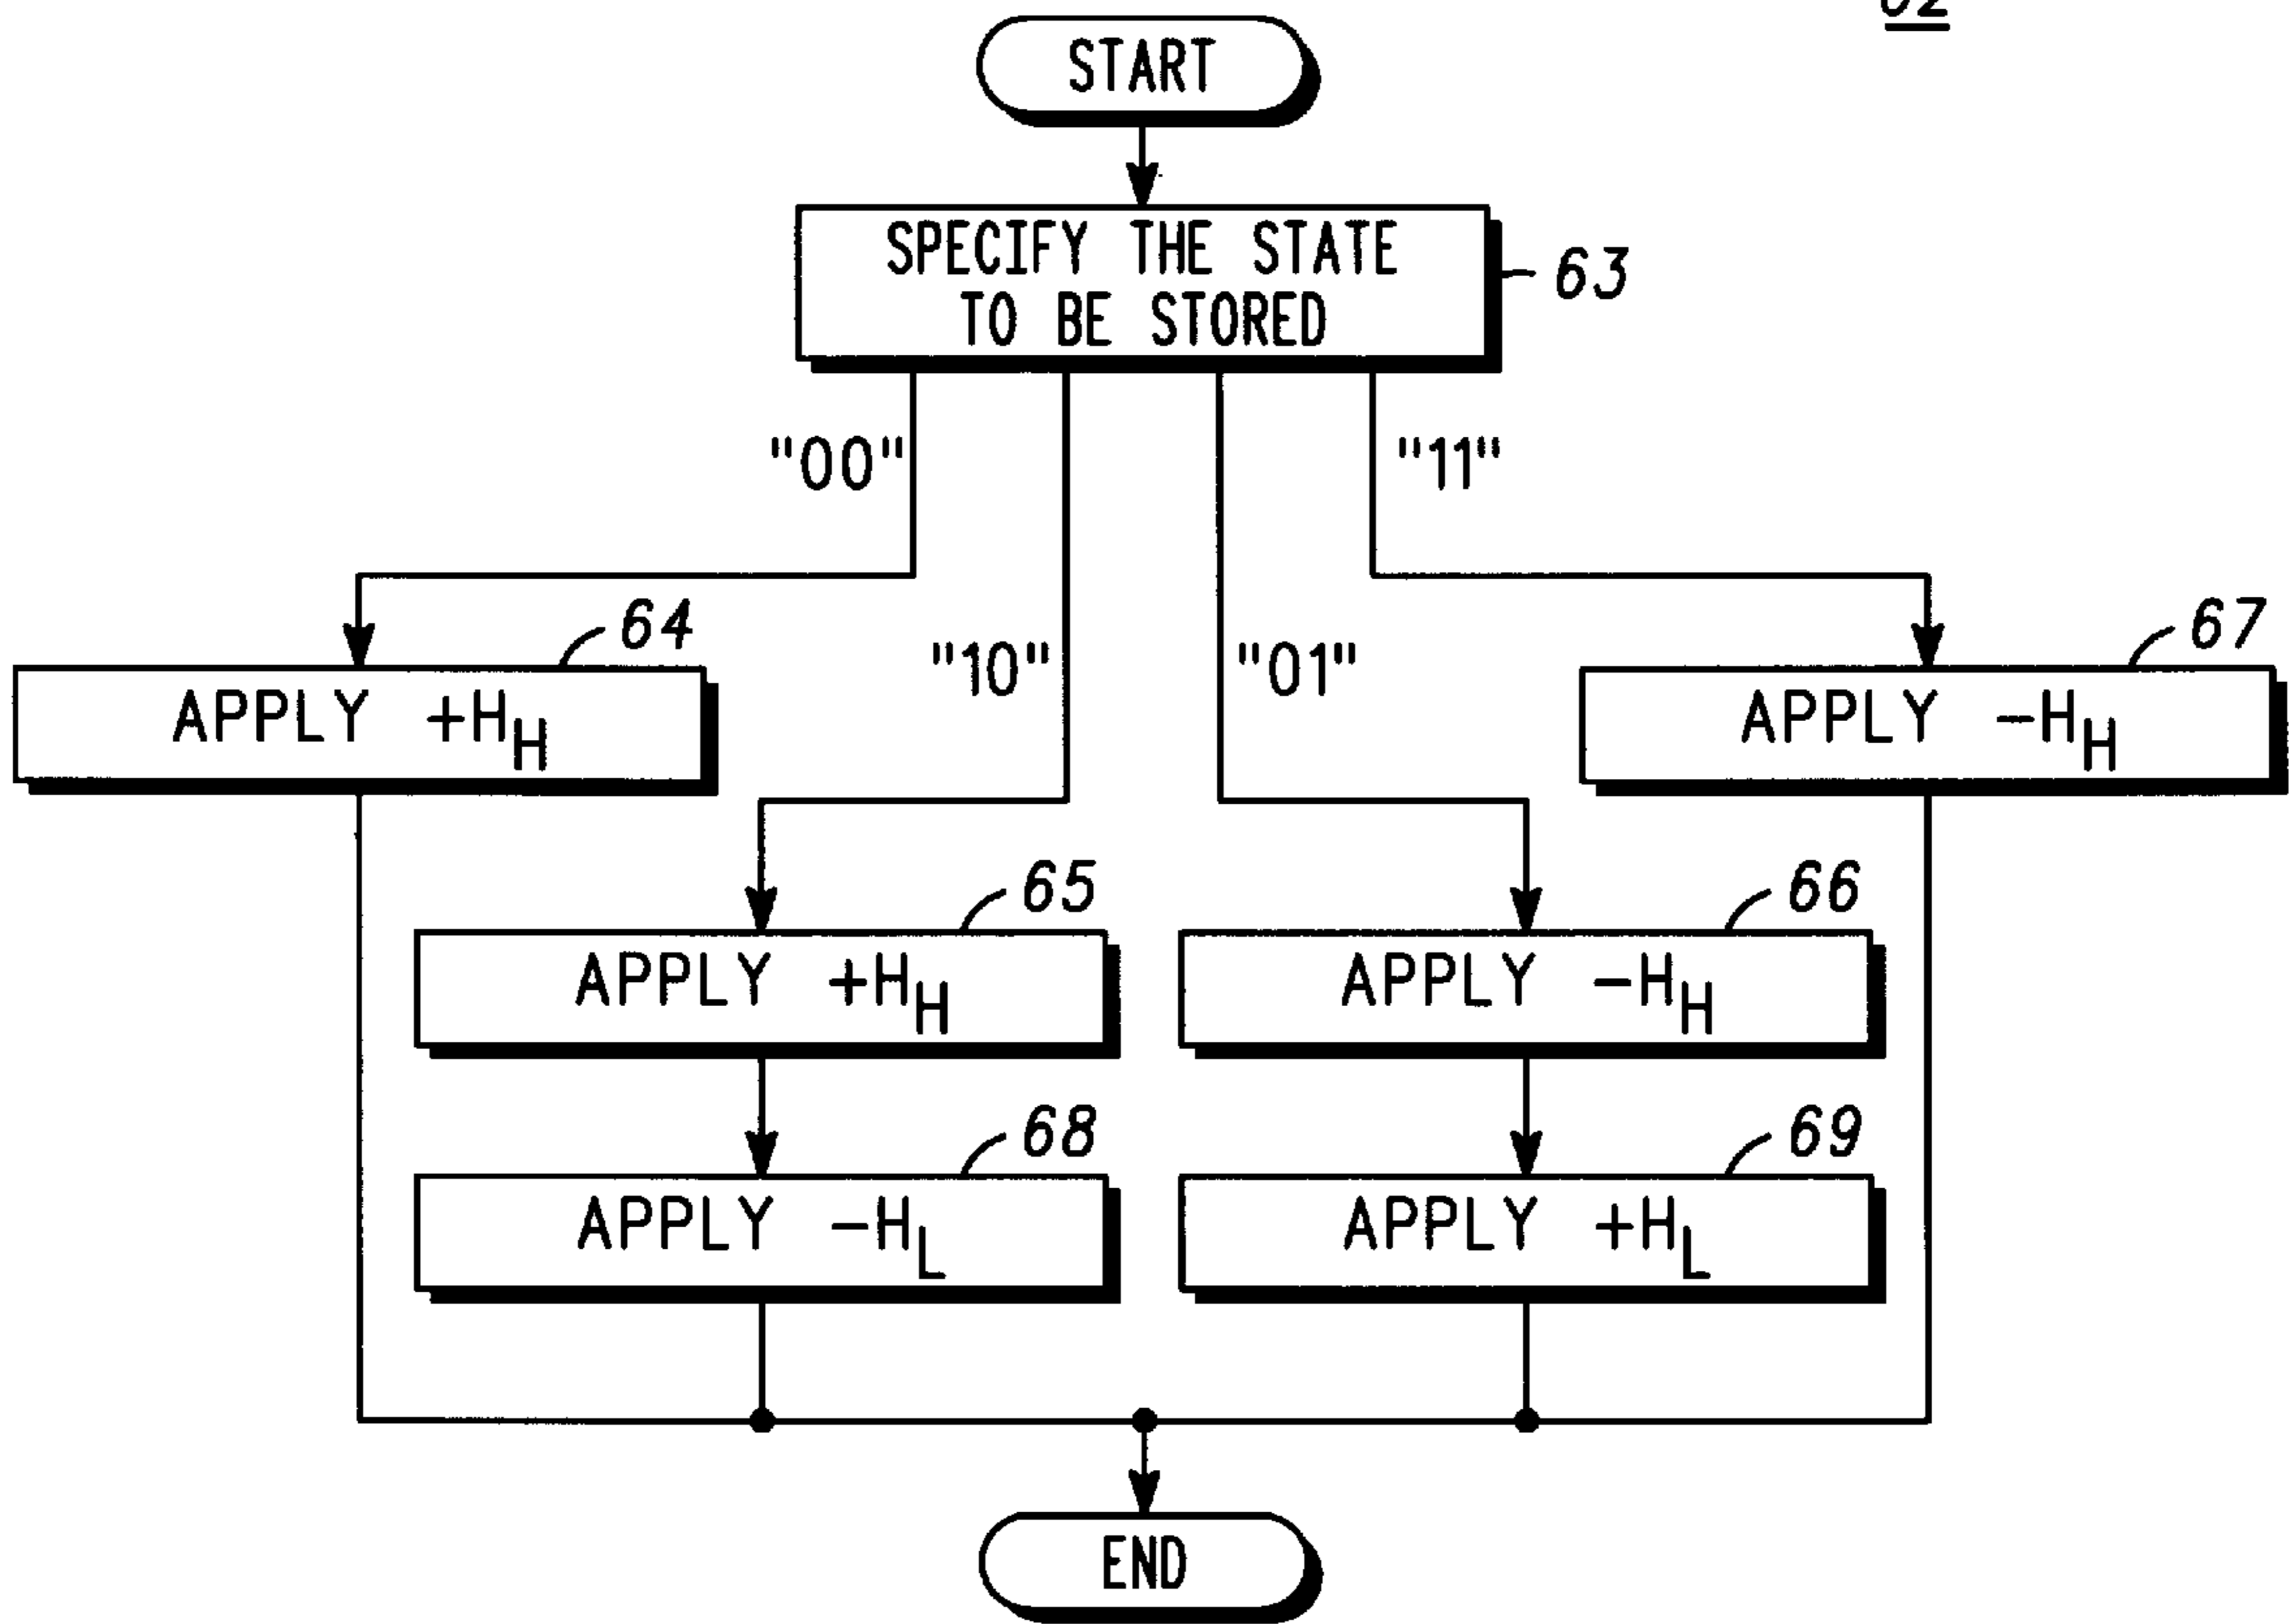 START
SPECIFY THE STATE
TO BE STORED
63
"00"
"11"
"10"
"01"
64
APPLY +HH
67
APPLY -HH
65
APPLY +HH
66
APPLY -HH
68
APPLY -HL
69
APPLY +HL
END